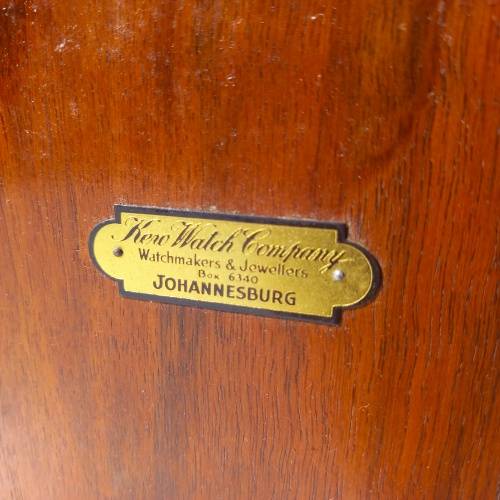 Kew Watch Company
Watchmakers & Jewellers
Box 6340
JOHANNESBURG